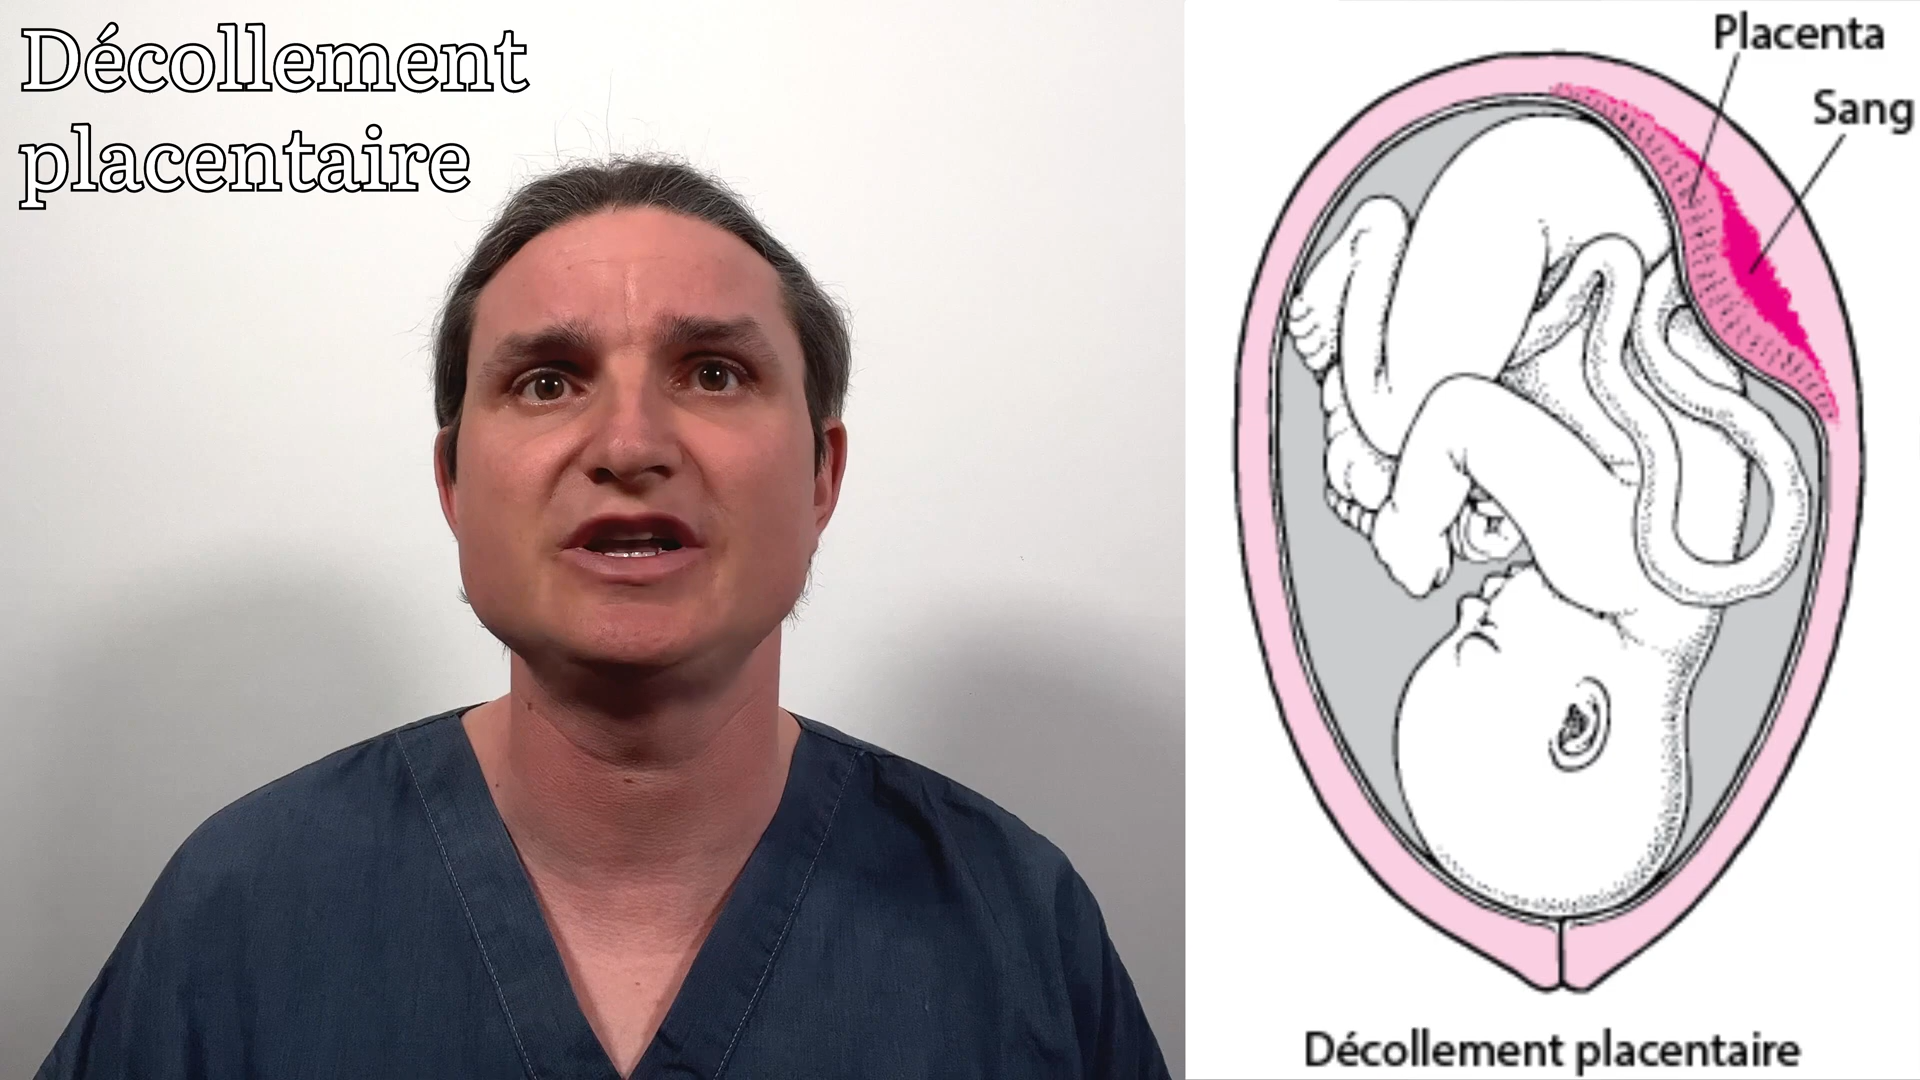 Décollement
placentaire
Placenta
Sang
Décollement placentaire